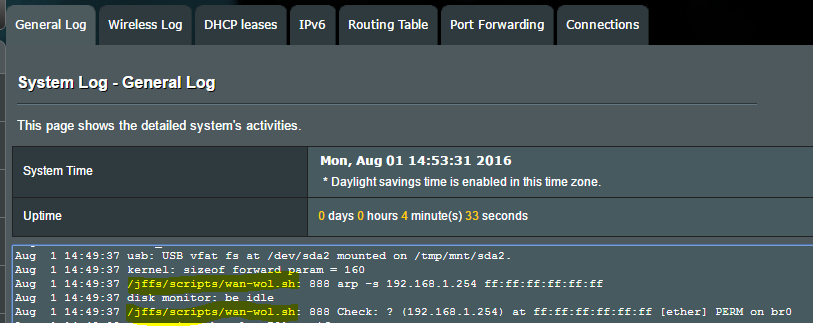 General Log Wireless Log DHCP leases IPv6 Routing Table Port Forwarding Connections
System Log - General Log
This page shows the detailed system's activities.
System Time
Mon, Aug 01 14:53:31 2016
* Daylight savings time is enabled in this time zone.
Uptime
0 days 0 hours 4 minute(s) 33 seconds
Aug 1 14:49:37 usb: USB vfat fs at /dev/sda2 mounted on /tmp/mnt/sda2.
Aug 1 14:49:37 kernel: sizeof forward param = 160
Aug 1 14:49:37 /jffs/scripts/wan-wol.sh: 888 arp -s 192.168.1.254 ff:ff:ff:ff:ff:ff
Aug 1 14:49:37 disk monitor: be idle
Aug 1 14:49:37 /jffs/scripts/wan-wol.sh: 888 Check: ? (192.168.1.254) at ff:ff:ff:ff:ff:ff [ether] PERM on br0